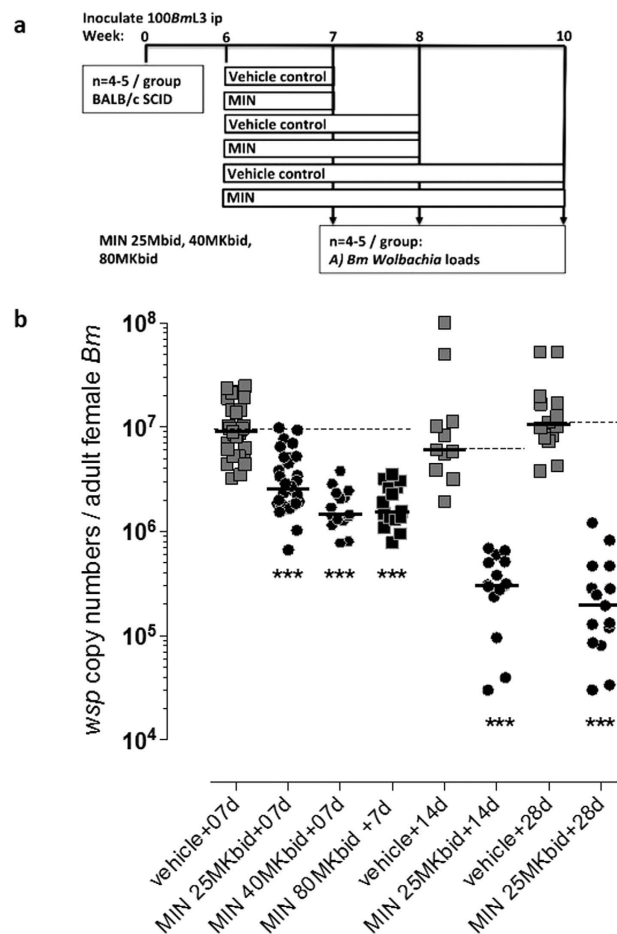 a
Inoculate 100BmL3 ip
Week: 0 6 7 8 10
n=4-5 / group
BALB/c SCID
Vehicle control
MIN
Vehicle control
MIN
Vehicle control
MIN
MIN 25Mbid, 40MKbid,
80MKbid
n=4-5 / group:
A) Bm Wolbachia loads
b
wsp copy numbers / adult female Bm
10^8
10^7
10^6
10^5
10^4
*** *** *** *** ***
vehicle+07d
MIN 25MKbid+07d
MIN 40MKbid+07d
MIN 80MKbid +7d
vehicle+14d
MIN 25MKbid+14d
vehicle+28d
MIN 25MKbid+28d